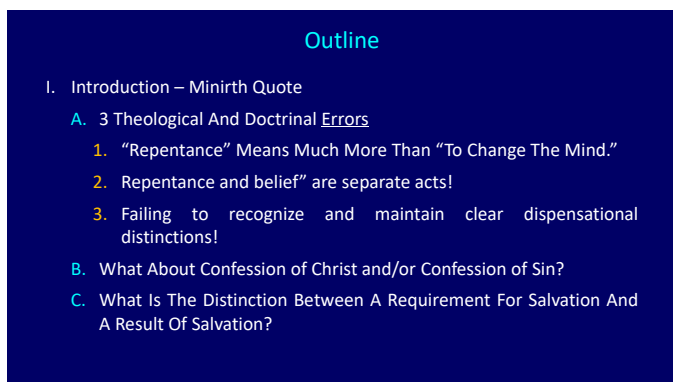 Outline
I. Introduction – Minirth Quote
A. 3 Theological And Doctrinal Errors
1. “Repentance” Means Much More Than “To Change The Mind.”
2. Repentance and belief” are separate acts!
3. Failing to recognize and maintain clear dispensational
distinctions!
B. What About Confession of Christ and/or Confession of Sin?
C. What Is The Distinction Between A Requirement For Salvation And
A Result Of Salvation?